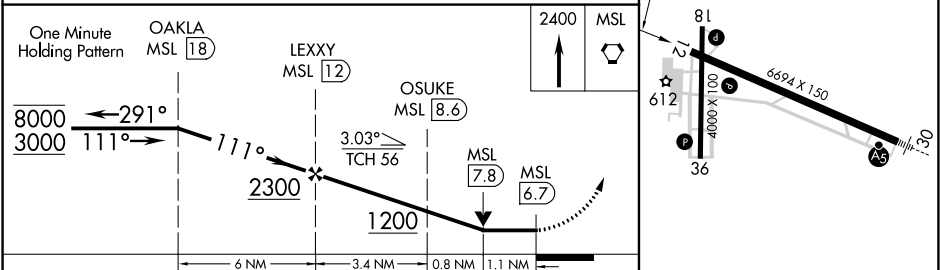 One Minute
Holding Pattern
OAKLA
MSL 18
LEXXY
MSL 12
OSUKE
MSL 8.6
2400
MSL
8000
3000
291°
111°
111°
3.03°
TCH 56
MSL
7.8
MSL
6.7
2300
1200
6 NM
3.4 NM
0.8 NM
1.1 NM
18
P
12
6694 X 150
612
P
4000 X 100
P
A5
30
36